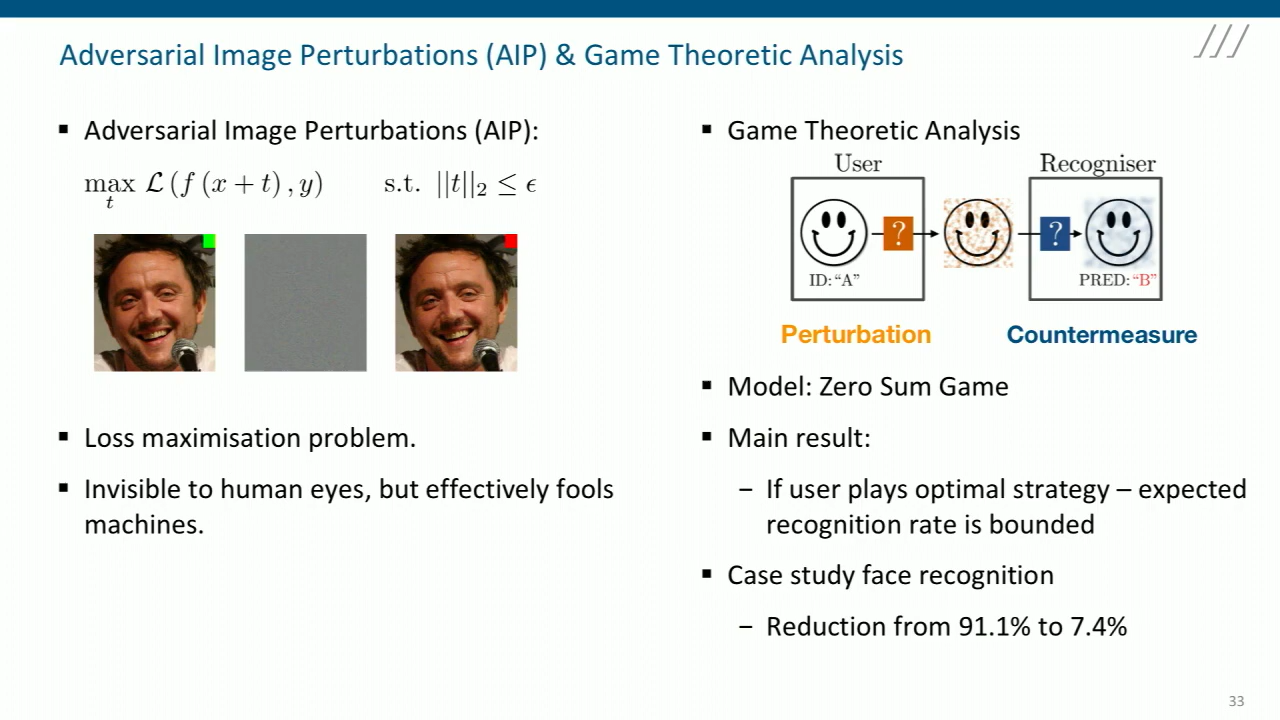 Adversarial Image Perturbations (AIP) & Game Theoretic Analysis
▪ Adversarial Image Perturbations (AIP):
max L (f (x + t) , y) s.t. ||t||₂ ≤ ϵ
t
▪ Loss maximisation problem.
▪ Invisible to human eyes, but effectively fools
machines.
▪ Game Theoretic Analysis
User
Recogniser
?
?
ID: “A”
PRED: “B”
Perturbation
Countermeasure
▪ Model: Zero Sum Game
▪ Main result:
− If user plays optimal strategy – expected
recognition rate is bounded
▪ Case study face recognition
− Reduction from 91.1% to 7.4%
33